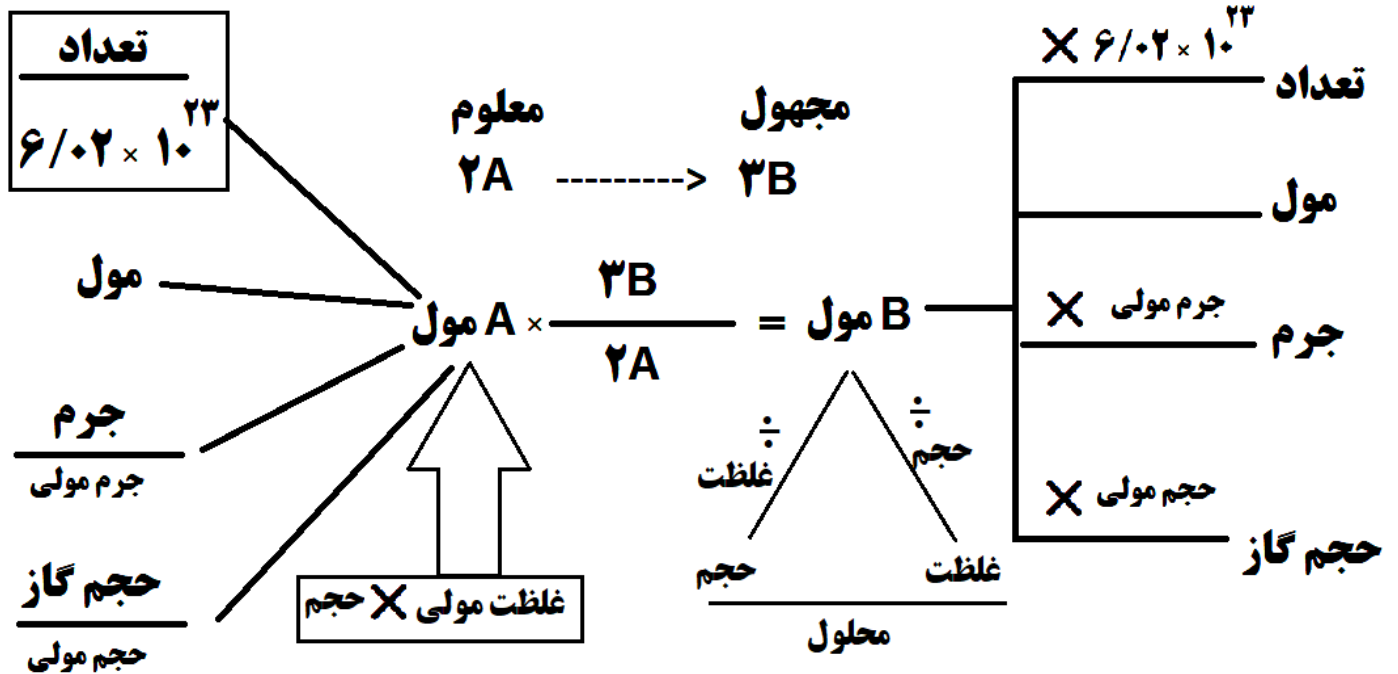 تعداد
۶/۰۲ × ۱۰^۲۳
مول
جرم
جرم مولی
حجم گاز
حجم مولی
معلوم
مجهول
۲A ---------> ۳B
مول A × ۳B / ۲A = مول B
غلظت مولی × حجم
÷ غلظت
حجم
÷ حجم
غلظت
محلول
× ۶/۰۲ × ۱۰^۲۳
تعداد
مول
× جرم مولی
جرم
× حجم مولی
حجم گاز